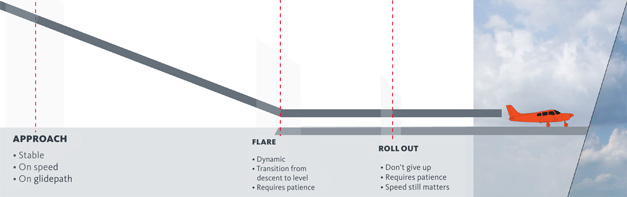 APPROACH
• Stable
• On speed
• On glidepath
FLARE
• Dynamic
• Transition from
descent to level
• Requires patience
ROLL OUT
• Don't give up
• Requires patience
• Speed still matters